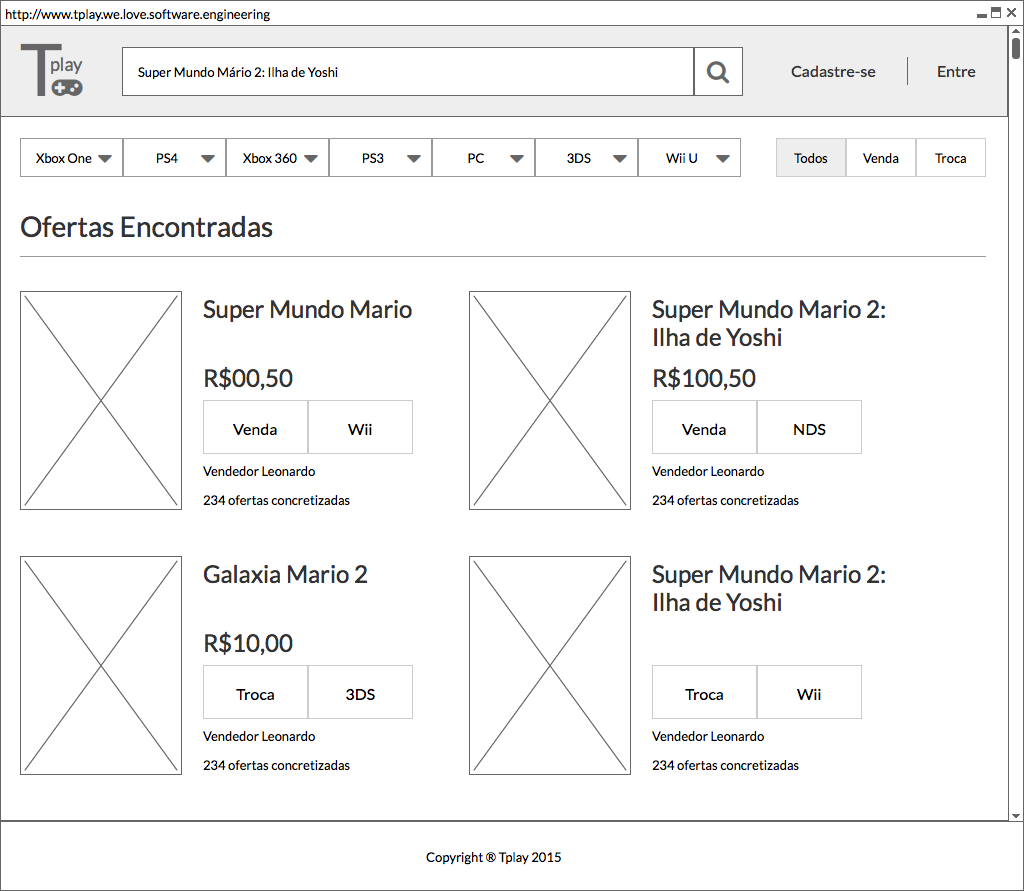 http://www.tplay.we.love.software.engineering
Tplay
Super Mundo Mário 2: Ilha de Yoshi
Cadastre-se
Entre
Xbox One
PS4
Xbox 360
PS3
PC
3DS
Wii U
Todos
Venda
Troca
Ofertas Encontradas
Super Mundo Mario
R$00,50
Venda
Wii
Vendedor Leonardo
234 ofertas concretizadas
Super Mundo Mario 2:
Ilha de Yoshi
R$100,50
Venda
NDS
Vendedor Leonardo
234 ofertas concretizadas
Galaxia Mario 2
R$10,00
Troca
3DS
Vendedor Leonardo
234 ofertas concretizadas
Super Mundo Mario 2:
Ilha de Yoshi
Troca
Wii
Vendedor Leonardo
234 ofertas concretizadas
Copyright ® Tplay 2015